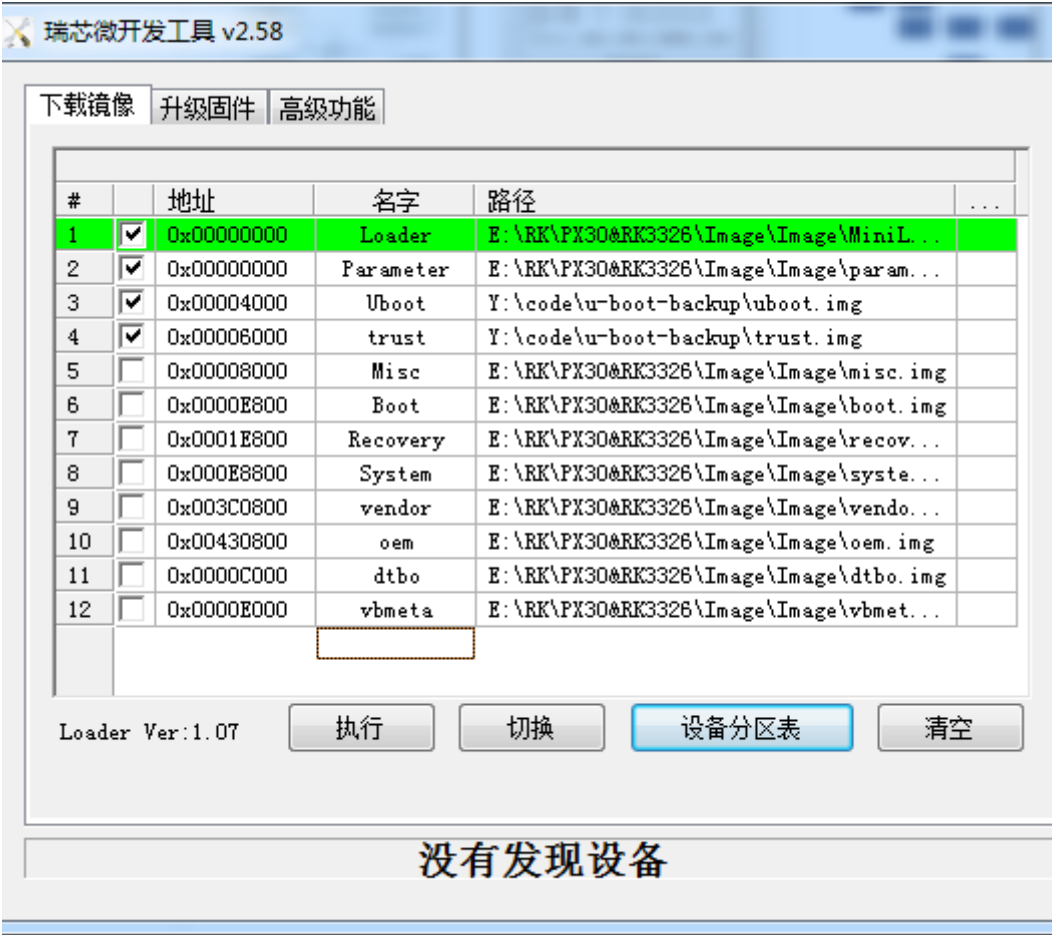 瑞芯微开发工具 v2.58
下载镜像 升级固件 高级功能
# 地址 名字 路径 ...
1 0x00000000 Loader E:\RK\PX30&RK3326\Image\Image\MiniL...
2 0x00000000 Parameter E:\RK\PX30&RK3326\Image\Image\param...
3 0x00004000 Uboot Y:\code\u-boot-backup\uboot.img
4 0x00006000 trust Y:\code\u-boot-backup\trust.img
5 0x00008000 Misc E:\RK\PX30&RK3326\Image\Image\misc.img
6 0x0000E800 Boot E:\RK\PX30&RK3326\Image\Image\boot.img
7 0x0001E800 Recovery E:\RK\PX30&RK3326\Image\Image\recov...
8 0x000E8800 System E:\RK\PX30&RK3326\Image\Image\syste...
9 0x003C0800 vendor E:\RK\PX30&RK3326\Image\Image\vendo...
10 0x00430800 oem E:\RK\PX30&RK3326\Image\Image\oem.img
11 0x0000C000 dtbo E:\RK\PX30&RK3326\Image\Image\dtbo.img
12 0x0000E000 vbmeta E:\RK\PX30&RK3326\Image\Image\vbmet...
Loader Ver:1.07 执行 切换 设备分区表 清空
没有发现设备